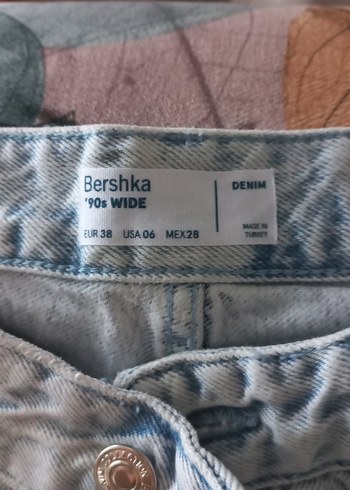 Bershka
'90s WIDE
DENIM
EUR 38 USA 06 MEX 28
MADE IN
TURKEY